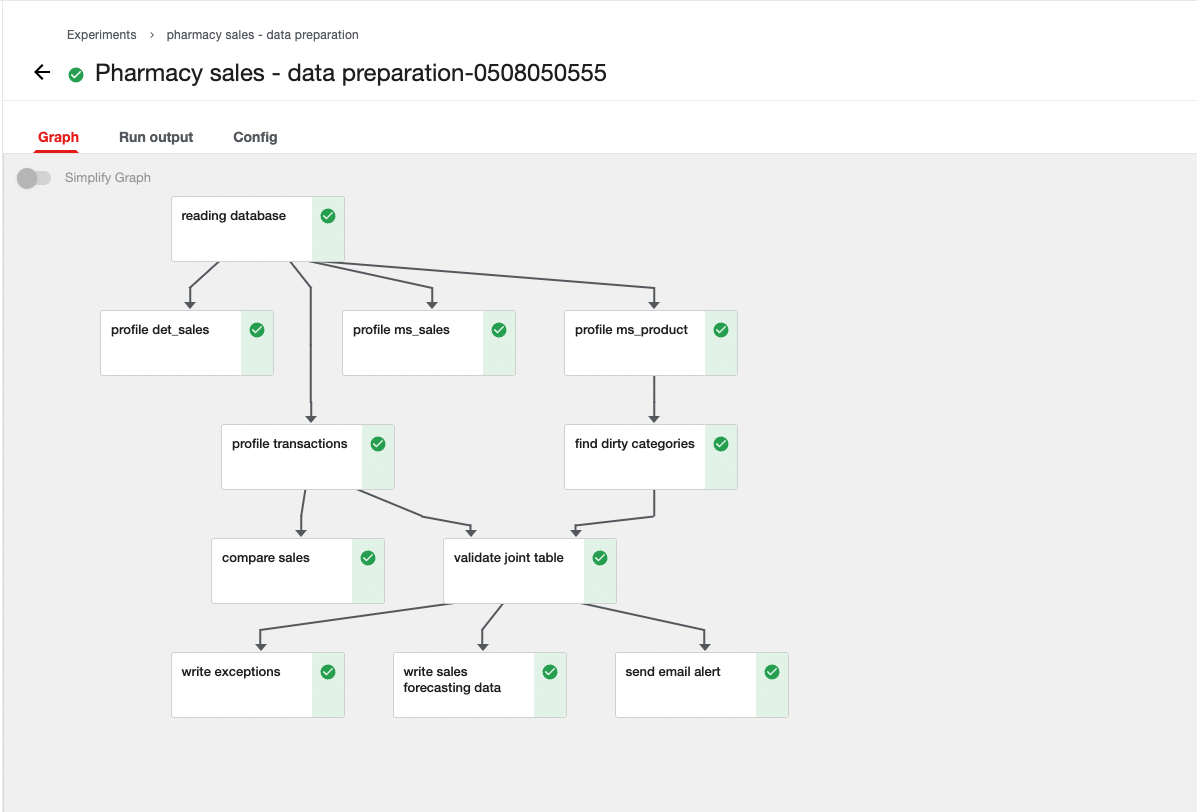 Experiments › pharmacy sales - data preparation
Pharmacy sales - data preparation-0508050555
Graph Run output Config
Simplify Graph
reading database
profile det_sales
profile ms_sales
profile ms_product
profile transactions
find dirty categories
compare sales
validate joint table
write exceptions
write sales
forecasting data
send email alert